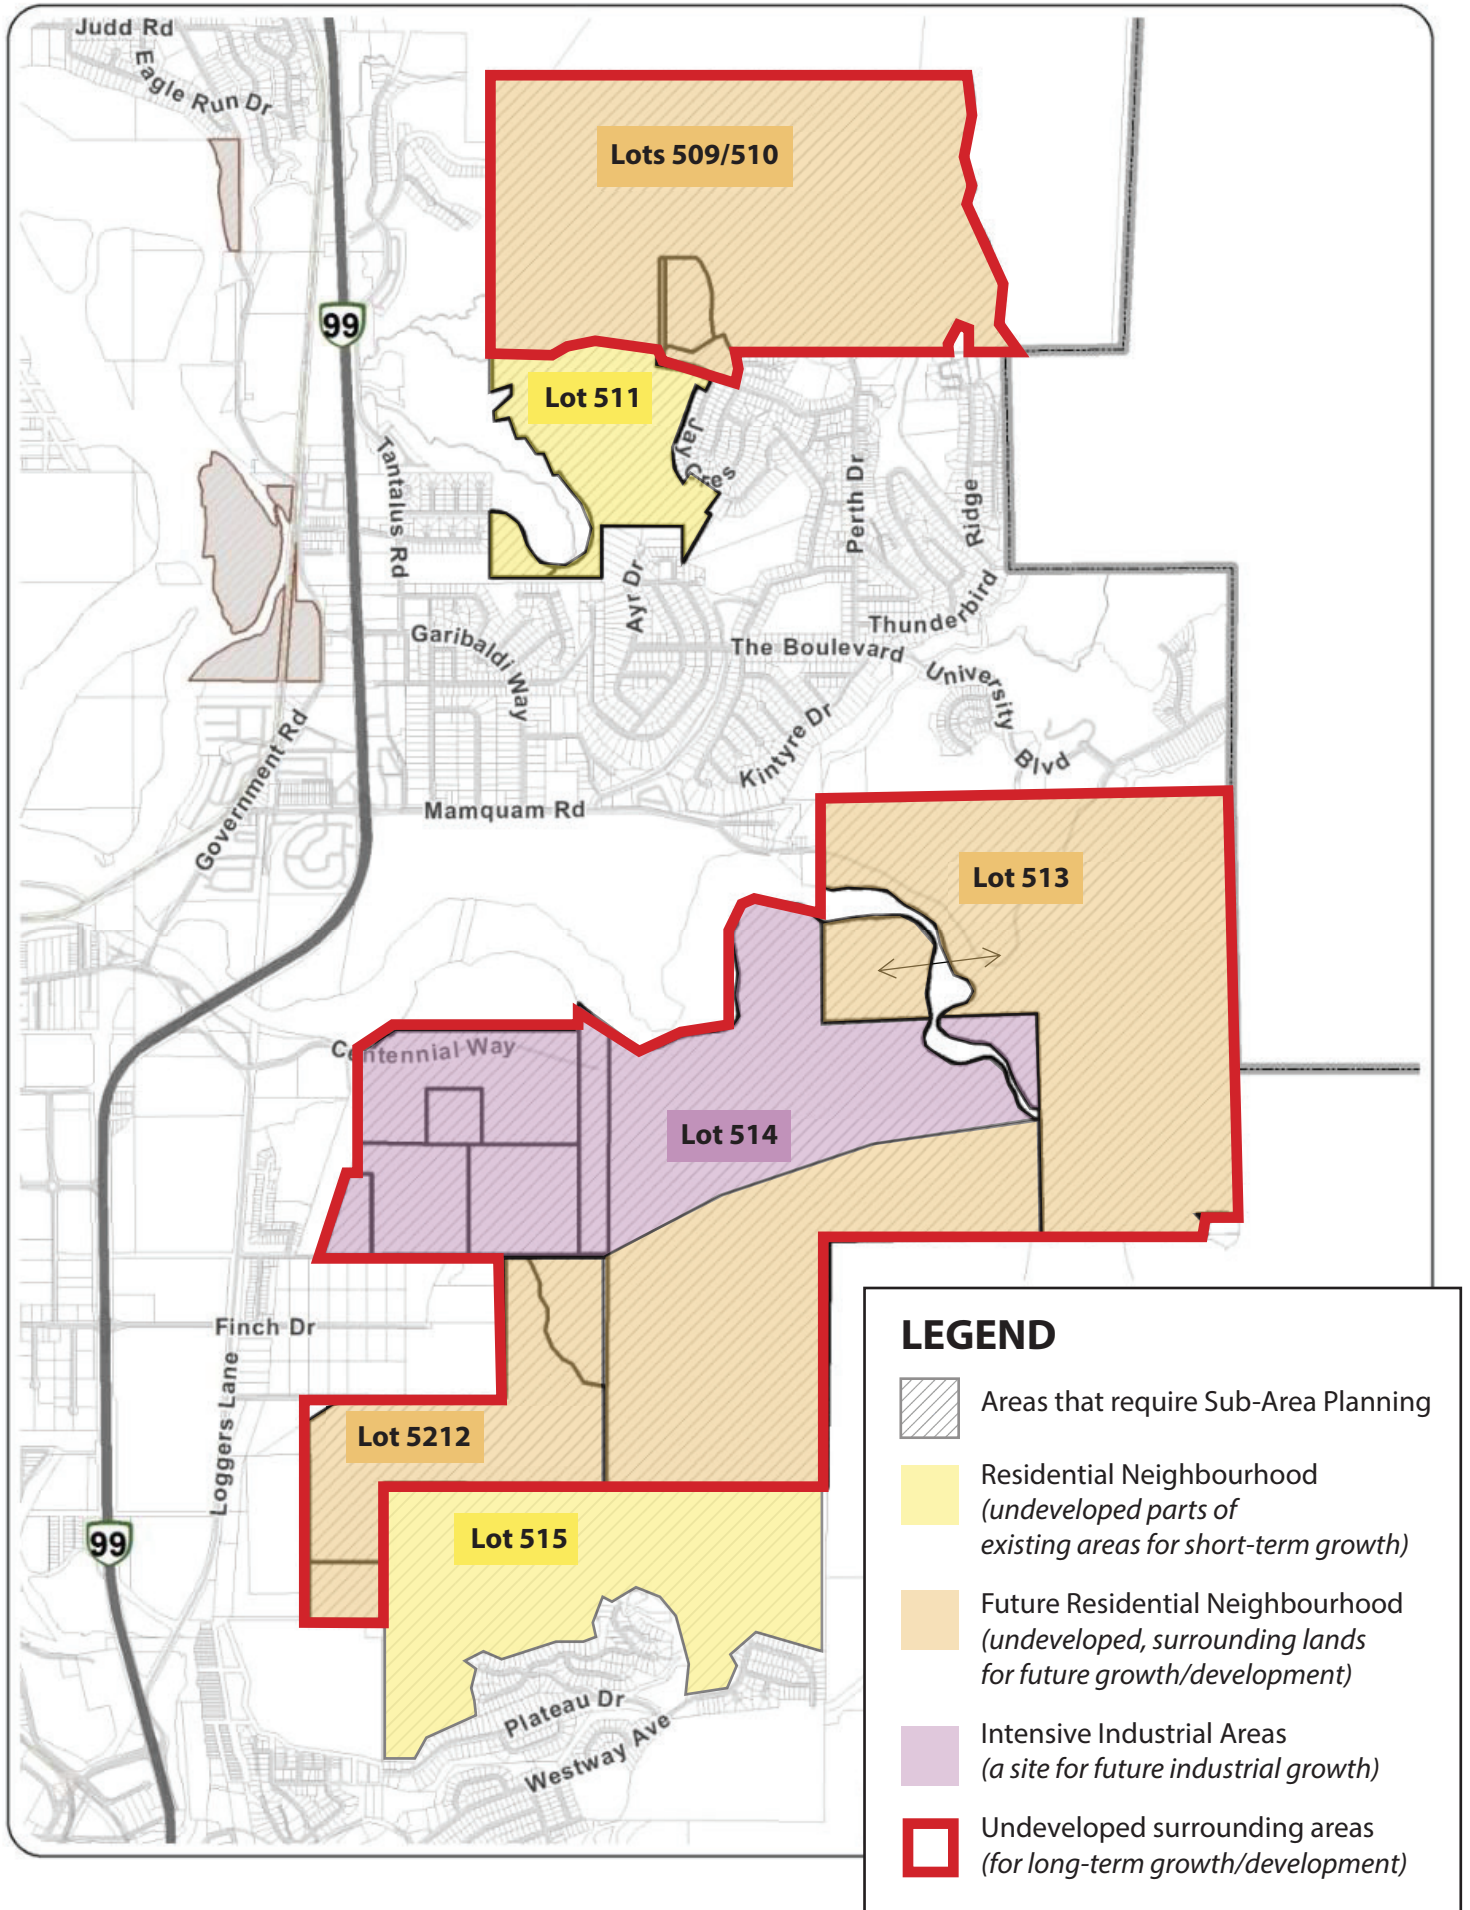 Judd Rd
Eagle Run Dr
Lots 509/510
99
Lot 511
Jay Cres
Tantalus Rd
Perth Dr
Ridge
Ayr Dr
Thunderbird
Garibaldi Way
The Boulevard
University
Blvd
Kintyre Dr
Government Rd
Mamquam Rd
Lot 513
Centennial Way
Lot 514
Finch Dr
Loggers Lane
Lot 5212
99
Lot 515
Plateau Dr
Westway Ave
LEGEND
Areas that require Sub-Area Planning
Residential Neighbourhood
(undeveloped parts of
existing areas for short-term growth)
Future Residential Neighbourhood
(undeveloped, surrounding lands
for future growth/development)
Intensive Industrial Areas
(a site for future industrial growth)
Undeveloped surrounding areas
(for long-term growth/development)